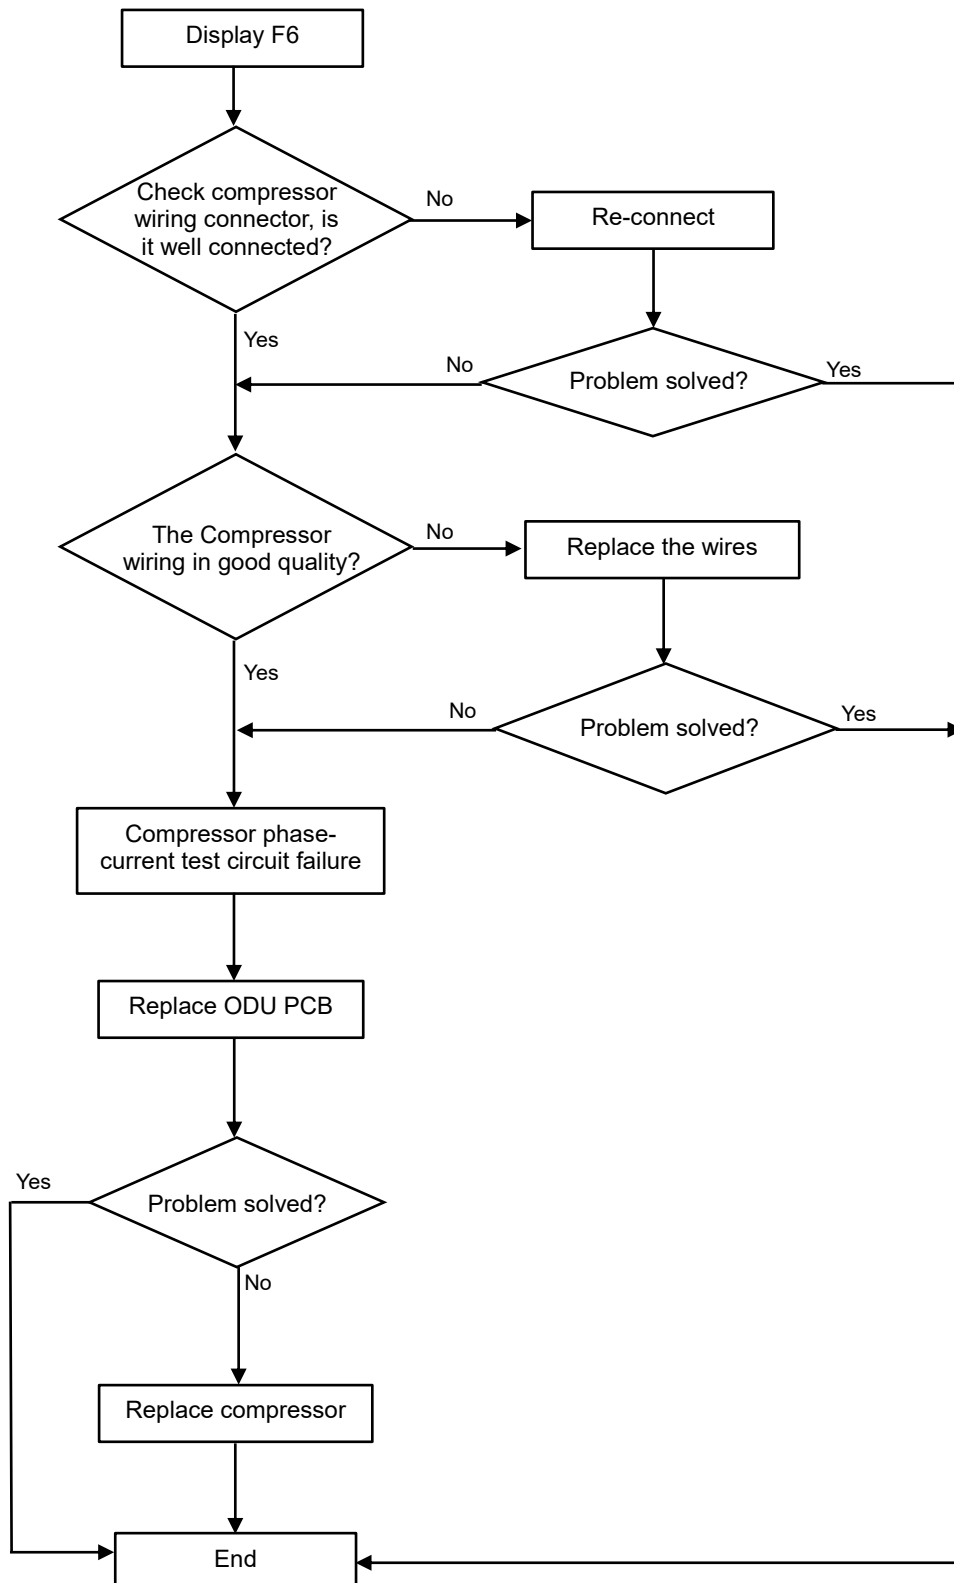 Display F6
Check compressor
wiring connector, is
it well connected?
No
Re-connect
Yes
No
Problem solved?
Yes
The Compressor
wiring in good quality?
No
Replace the wires
Yes
No
Problem solved?
Yes
Compressor phase-
current test circuit failure
Replace ODU PCB
Yes
Problem solved?
No
Replace compressor
End